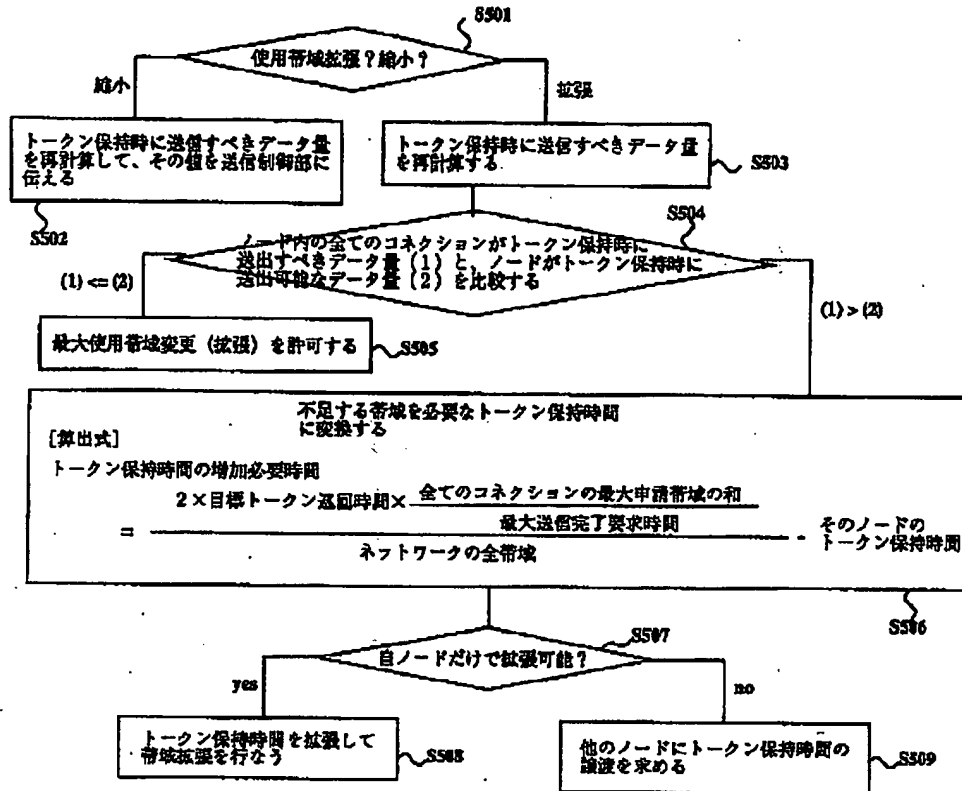 S501
使用帯域拡張？縮小？
縮小
拡張
トークン保持時に送信すべきデータ量
を再計算して、その値を送信制御部に
伝える
S502
トークン保持時に送信すべきデータ量
を再計算する
S503
S504
ノード内の全てのコネクションがトークン保持時に
送出すべきデータ量（1）と、ノードがトークン保持時に
送出可能なデータ量（2）を比較する
(1) <= (2)
(1) > (2)
最大使用帯域変更（拡張）を許可する
S505
不足する帯域を必要なトークン保持時間
に変換する
[算出式]
トークン保持時間の増加必要時間
2×目標トークン巡回時間×
全てのコネクションの最大申請帯域の和
最大送信完了要求時間
=
ネットワークの全帯域
-
そのノードの
トークン保持時間
S506
S507
自ノードだけで拡張可能？
yes
no
トークン保持時間を拡張して
帯域拡張を行なう
S508
他のノードにトークン保持時間の
譲渡を求める
S509